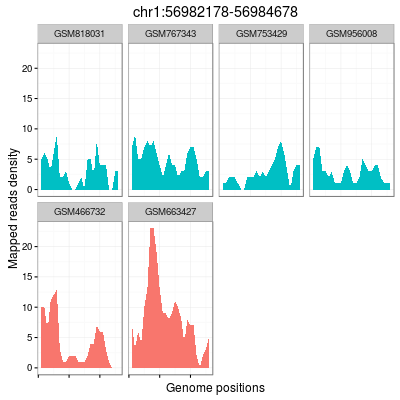 chr1:56982178-56984678
GSM818031 GSM767343 GSM753429 GSM956008
20
15
10
5
0
Mapped reads density
GSM466732 GSM663427
20
15
10
5
0
Genome positions